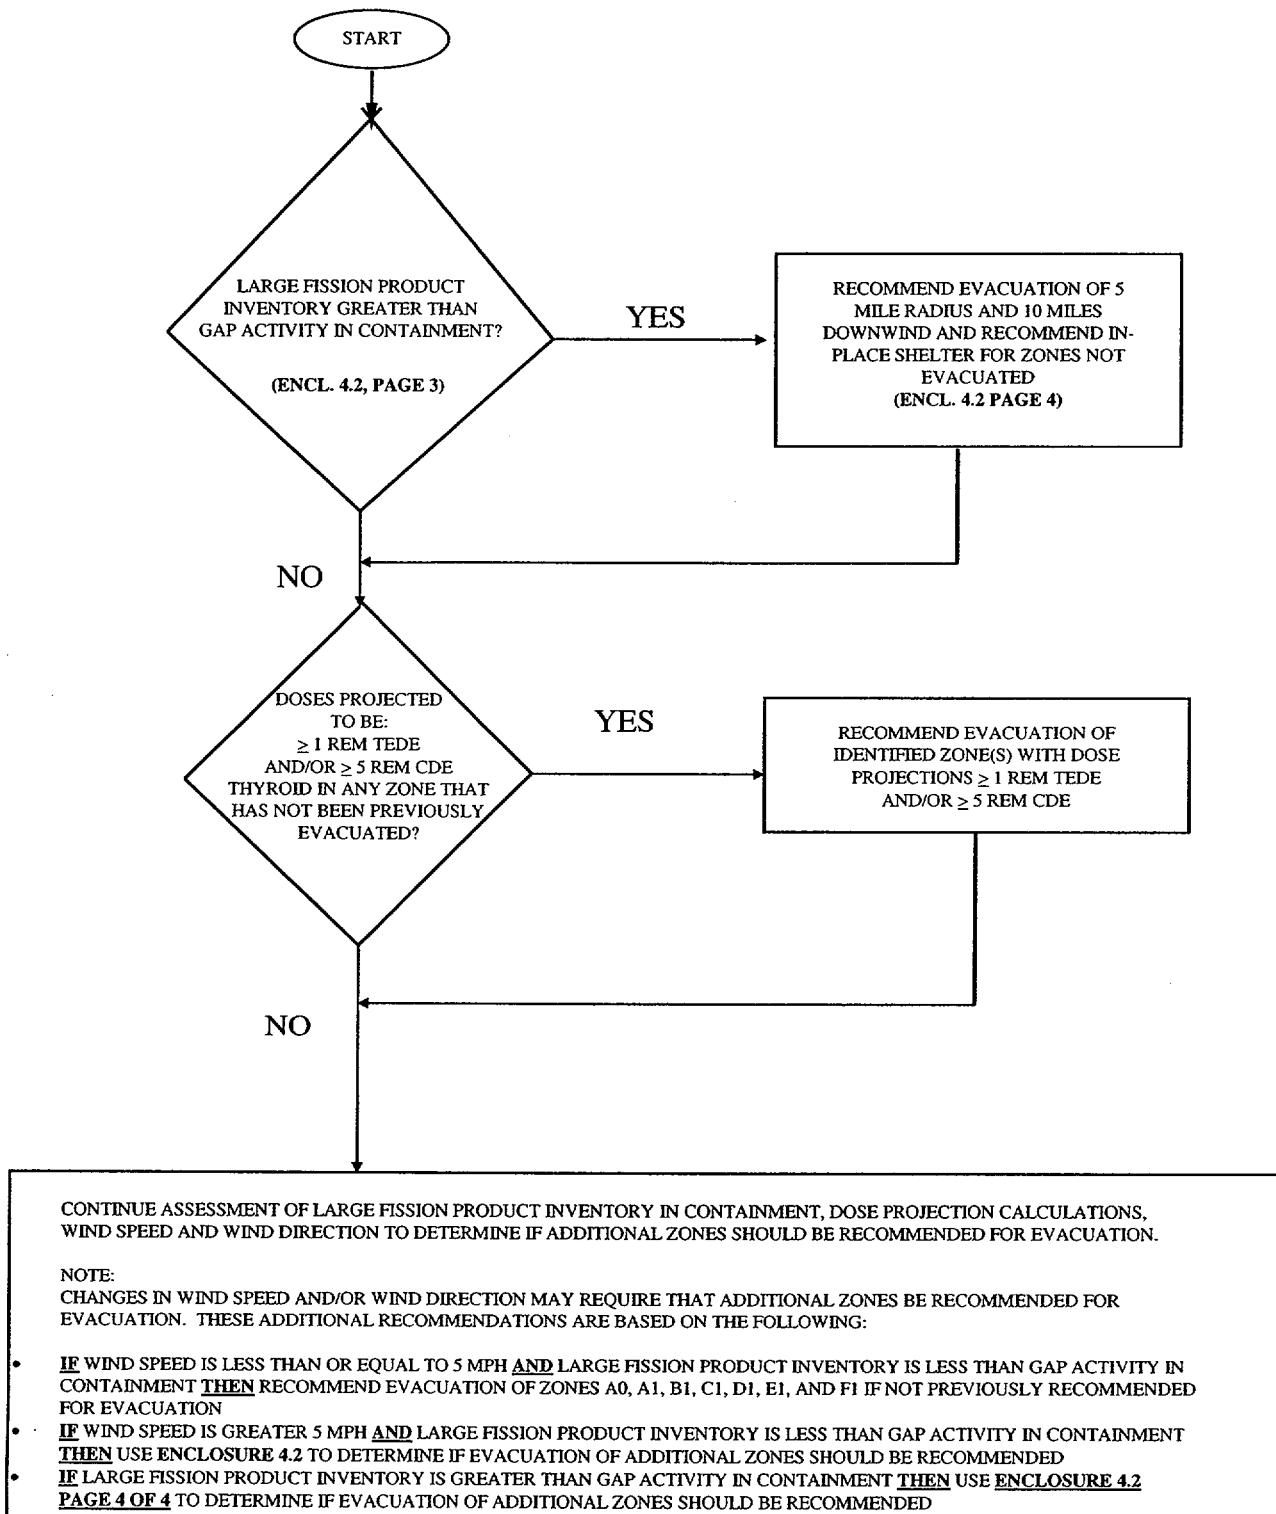 START
LARGE FISSION PRODUCT
INVENTORY GREATER THAN
GAP ACTIVITY IN CONTAINMENT?
(ENCL. 4.2, PAGE 3)
YES
RECOMMEND EVACUATION OF 5
MILE RADIUS AND 10 MILES
DOWNWIND AND RECOMMEND IN-
PLACE SHELTER FOR ZONES NOT
EVACUATED
(ENCL. 4.2 PAGE 4)
NO
DOSES PROJECTED
TO BE:
≥ 1 REM TEDE
AND/OR ≥ 5 REM CDE
THYROID IN ANY ZONE THAT
HAS NOT BEEN PREVIOUSLY
EVACUATED?
YES
RECOMMEND EVACUATION OF
IDENTIFIED ZONE(S) WITH DOSE
PROJECTIONS ≥ 1 REM TEDE
AND/OR ≥ 5 REM CDE
NO
CONTINUE ASSESSMENT OF LARGE FISSION PRODUCT INVENTORY IN CONTAINMENT, DOSE PROJECTION CALCULATIONS,
WIND SPEED AND WIND DIRECTION TO DETERMINE IF ADDITIONAL ZONES SHOULD BE RECOMMENDED FOR EVACUATION.
NOTE:
CHANGES IN WIND SPEED AND/OR WIND DIRECTION MAY REQUIRE THAT ADDITIONAL ZONES BE RECOMMENDED FOR
EVACUATION. THESE ADDITIONAL RECOMMENDATIONS ARE BASED ON THE FOLLOWING:
• IF WIND SPEED IS LESS THAN OR EQUAL TO 5 MPH AND LARGE FISSION PRODUCT INVENTORY IS LESS THAN GAP ACTIVITY IN
CONTAINMENT THEN RECOMMEND EVACUATION OF ZONES A0, A1, B1, C1, D1, E1, AND F1 IF NOT PREVIOUSLY RECOMMENDED
FOR EVACUATION
• IF WIND SPEED IS GREATER 5 MPH AND LARGE FISSION PRODUCT INVENTORY IS LESS THAN GAP ACTIVITY IN CONTAINMENT
THEN USE ENCLOSURE 4.2 TO DETERMINE IF EVACUATION OF ADDITIONAL ZONES SHOULD BE RECOMMENDED
• IF LARGE FISSION PRODUCT INVENTORY IS GREATER THAN GAP ACTIVITY IN CONTAINMENT THEN USE ENCLOSURE 4.2
PAGE 4 OF 4 TO DETERMINE IF EVACUATION OF ADDITIONAL ZONES SHOULD BE RECOMMENDED